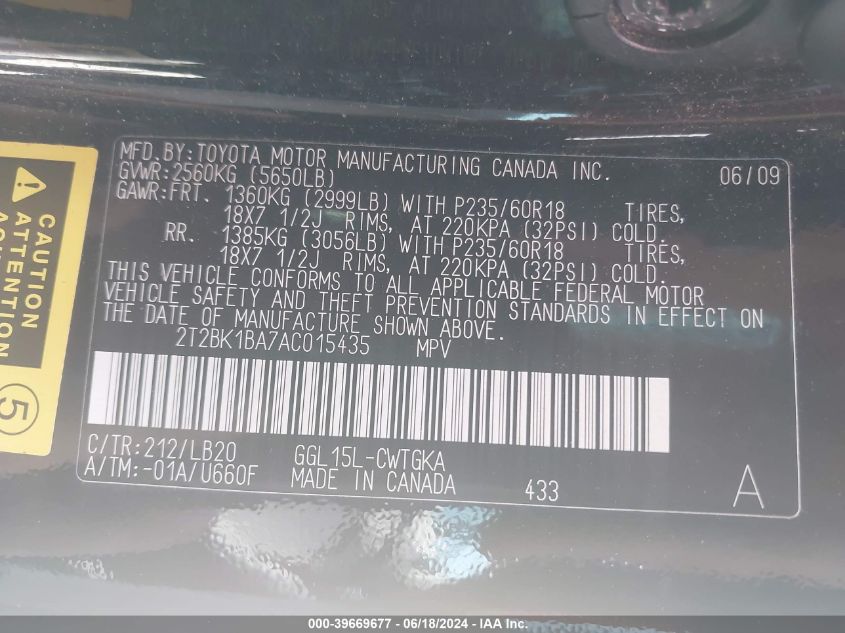 MFD.BY:TOYOTA MOTOR MANUFACTURING CANADA INC. 06/09
GVWR:2560KG (5650LB)
GAWR:FRT. 1360KG (2999LB) WITH P235/60R18 TIRES,
18X7 1/2J RIMS, AT 220KPA (32PSI) COLD.
RR. 1385KG (3056LB) WITH P235/60R18 TIRES,
18X7 1/2J RIMS, AT 220KPA (32PSI) COLD.
THIS VEHICLE CONFORMS TO ALL APPLICABLE FEDERAL MOTOR
VEHICLE SAFETY AND THEFT PREVENTION STANDARDS IN EFFECT ON
THE DATE OF MANUFACTURE SHOWN ABOVE.
2T2BK1BA7AC015435 MPV
C/TR:212/LB20 GGL15L-CWTGKA
A/TM:-01A/U660F MADE IN CANADA 433 A
CAUTION
ATTENTION
5
000-39669677 - 06/18/2024 - IAA Inc.